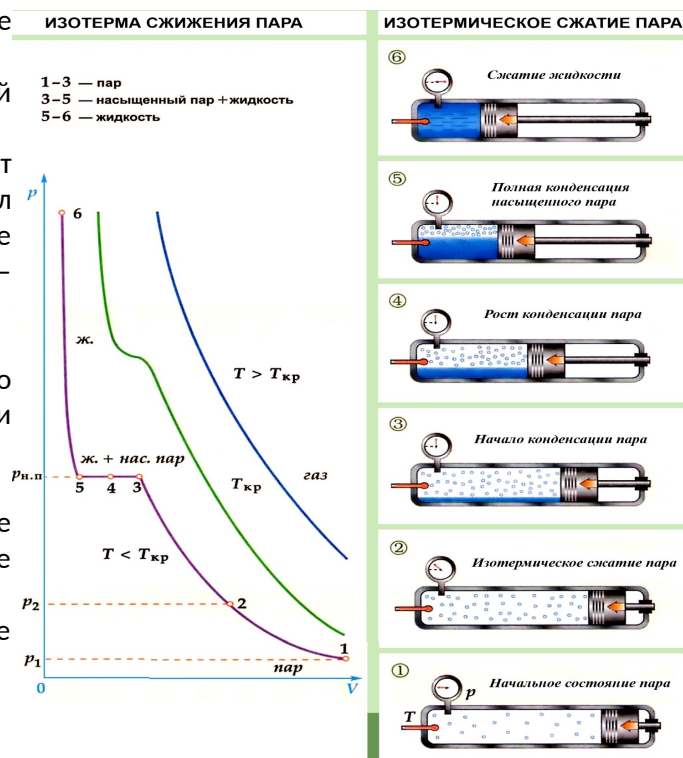 ИЗОТЕРМА СЖИЖЕНИЯ ПАРА
1-3 — пар
3-5 — насыщенный пар + жидкость
5-6 — жидкость
p
6
ж.
T > Tкр
ж. + нас. пар
газ
Tкр
pн.п
5
4
3
T < Tкр
p2
2
1
p1
пар
0
V
ИЗОТЕРМИЧЕСКОЕ СЖАТИЕ ПАРА
6
Сжатие жидкости
5
Полная конденсация
насыщенного пара
4
Рост конденсации пара
3
Начало конденсации пара
2
Изотермическое сжатие пара
1
Начальное состояние пара
p
T